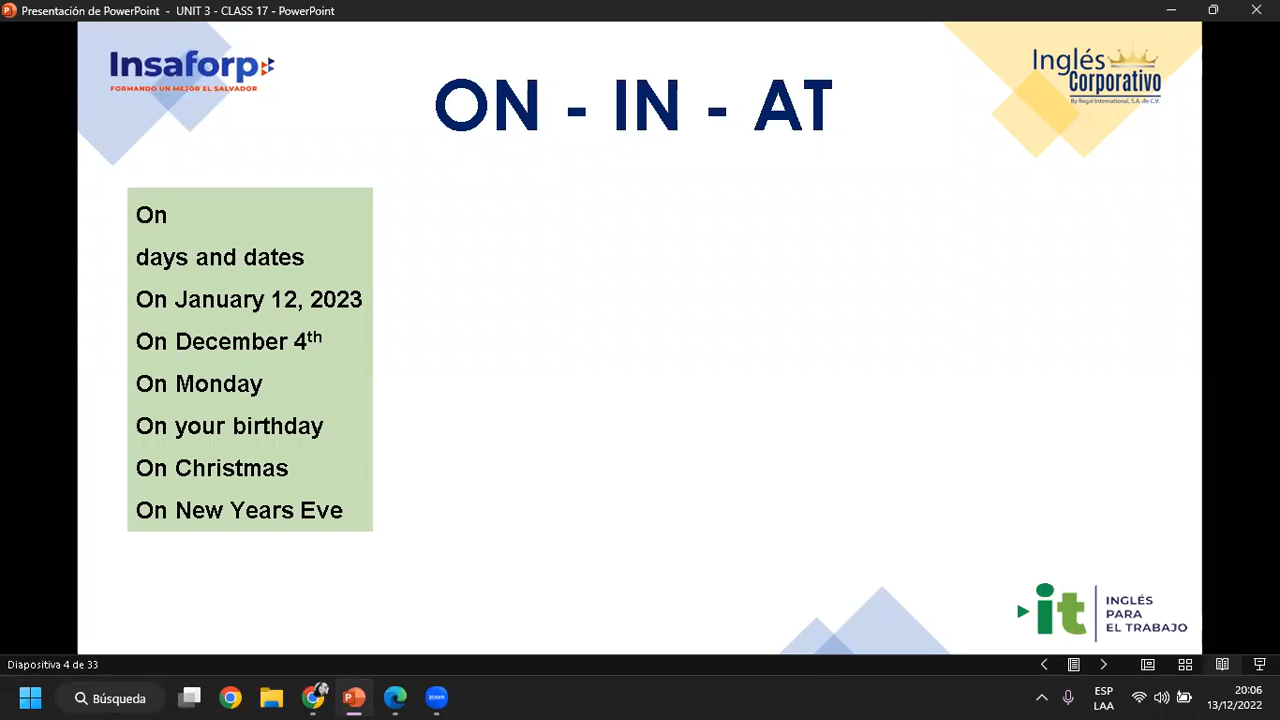 Presentación de PowerPoint - UNIT 3 - CLASS 17 - PowerPoint
Insaforp
FORMANDO UN MEJOR EL SALVADOR
Inglés
Corporativo
By Regal International, S.A. de C.V.
ON - IN - AT
On
days and dates
On January 12, 2023
On December 4th
On Monday
On your birthday
On Christmas
On New Years Eve
it
INGLÉS
PARA
EL TRABAJO
Diapositiva 4 de 33
Búsqueda
zoom
ESP
LAA
20:06
13/12/2022